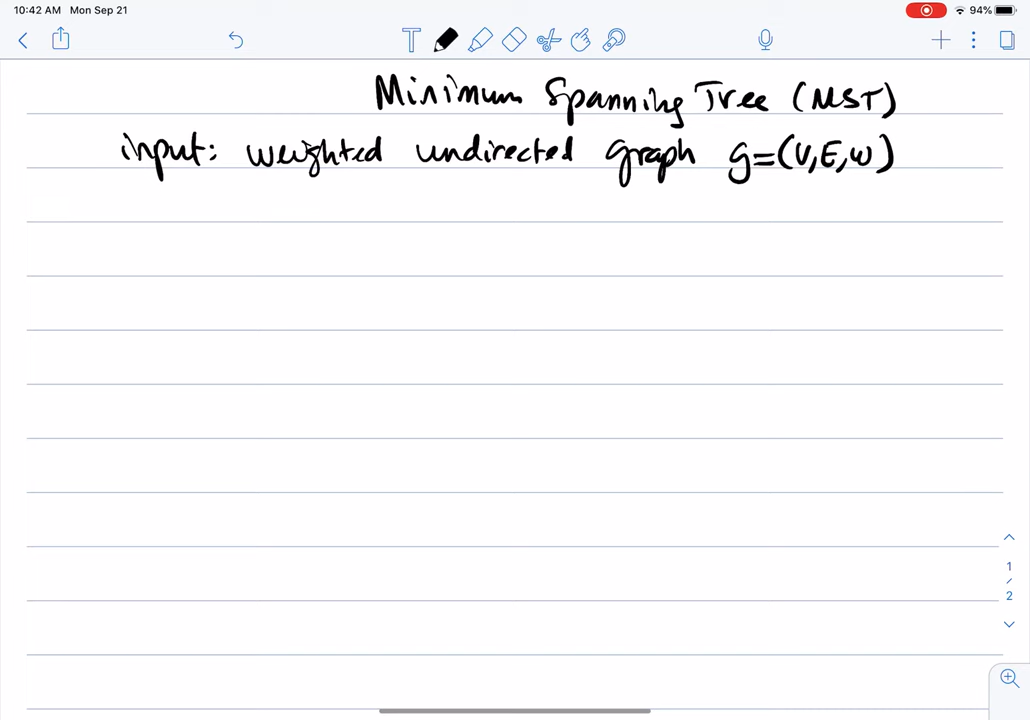 10:42 AM Mon Sep 21
94%
Minimum Spanning Tree (MST)
input: weighted undirected graph g=(V,E,w)
1
/
2